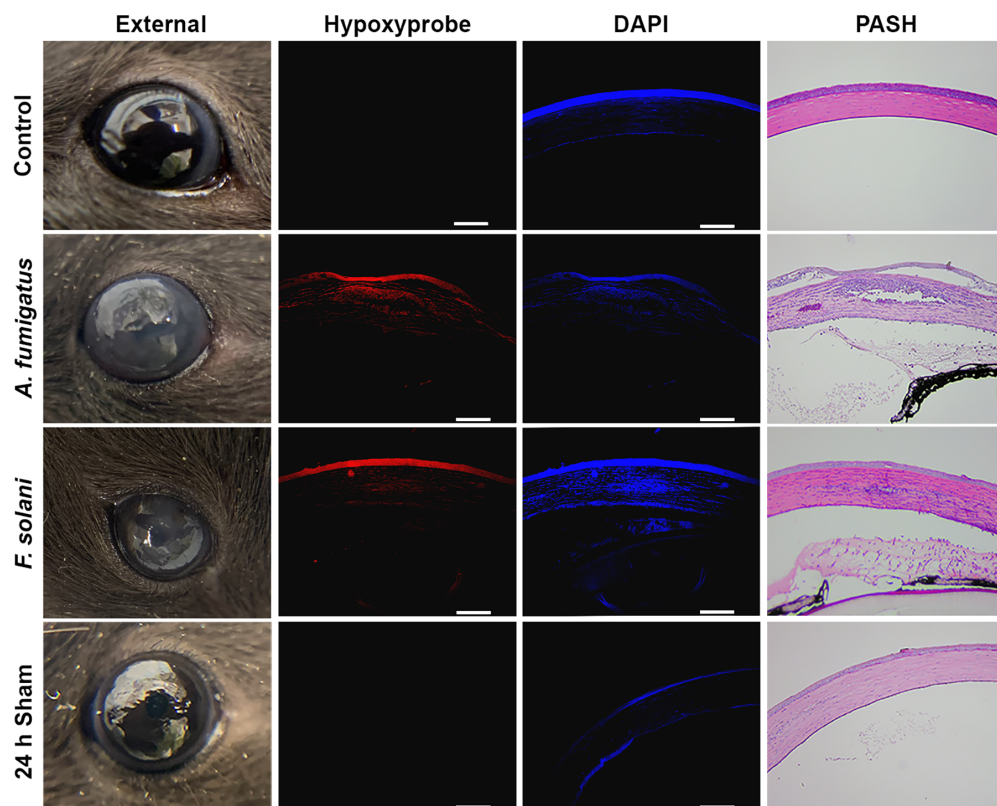 External Hypoxyprobe DAPI PASH
Control
A. fumigatus
F. solani
24 h Sham